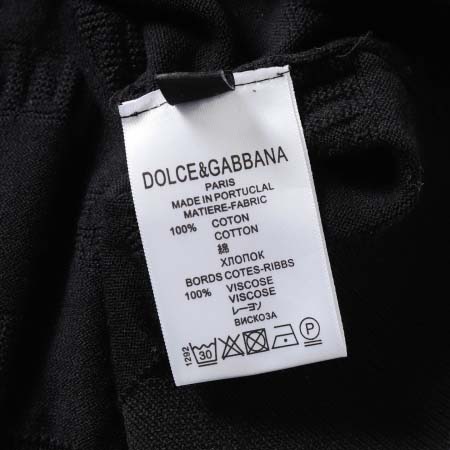 DOLCE&GABBANA
PARIS
MADE IN PORTUCLAL
MATIERE-FABRIC
100% COTON
COTTON
綿
ХЛОПОК
BORDS COTES-RIBBS
100% VISCOSE
VISCOSE
レーヨン
ВИСКОЗА
1292 30 P